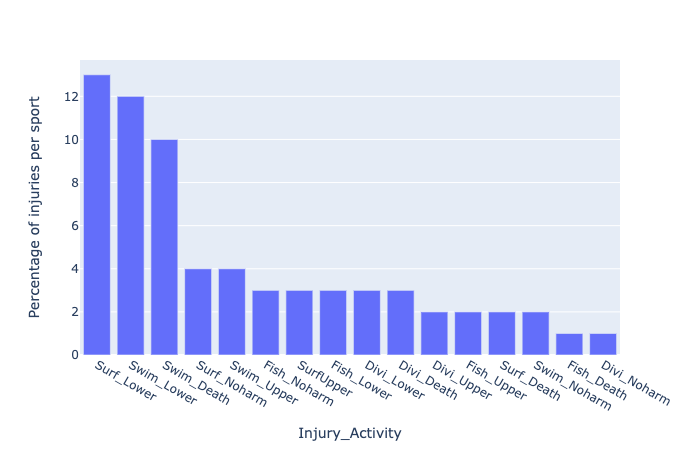 Percentage of injuries per sport
12
10
8
6
4
2
0
Surf_Lower
Swim_Lower
Swim_Death
Surf_Noharm
Swim_Upper
Fish_Noharm
SurfUpper
Fish_Lower
Divi_Lower
Divi_Death
Divi_Upper
Fish_Upper
Surf_Death
Swim_Noharm
Fish_Death
Divi_Noharm
Injury_Activity